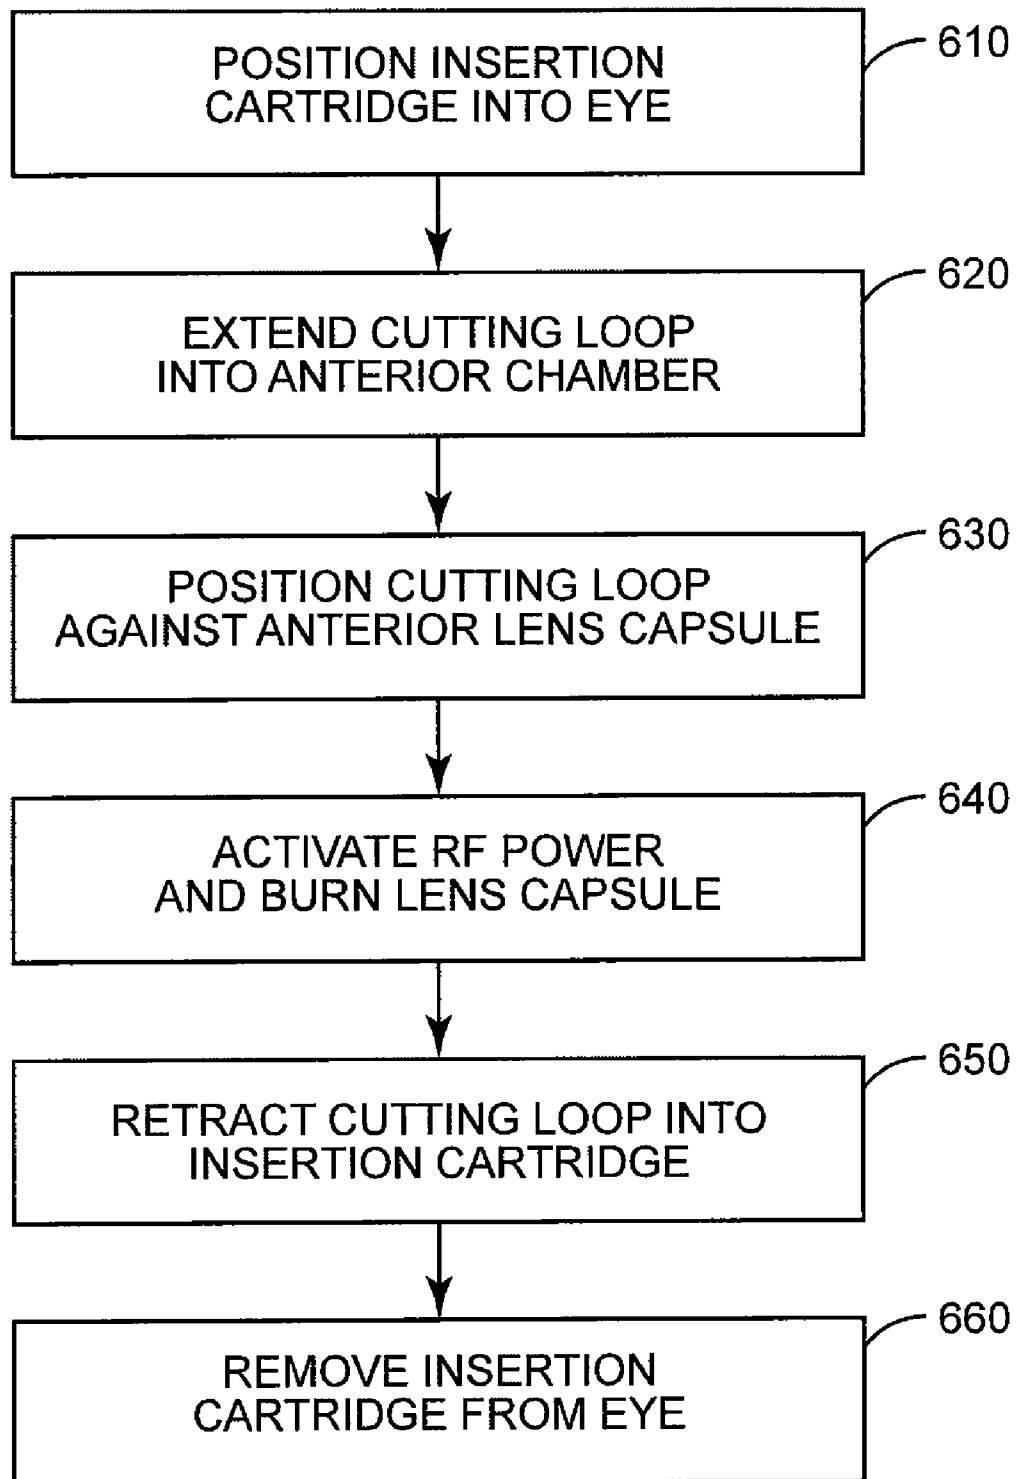 POSITION INSERTION
CARTRIDGE INTO EYE
610
EXTEND CUTTING LOOP
INTO ANTERIOR CHAMBER
620
POSITION CUTTING LOOP
AGAINST ANTERIOR LENS CAPSULE
630
ACTIVATE RF POWER
AND BURN LENS CAPSULE
640
RETRACT CUTTING LOOP INTO
INSERTION CARTRIDGE
650
REMOVE INSERTION
CARTRIDGE FROM EYE
660